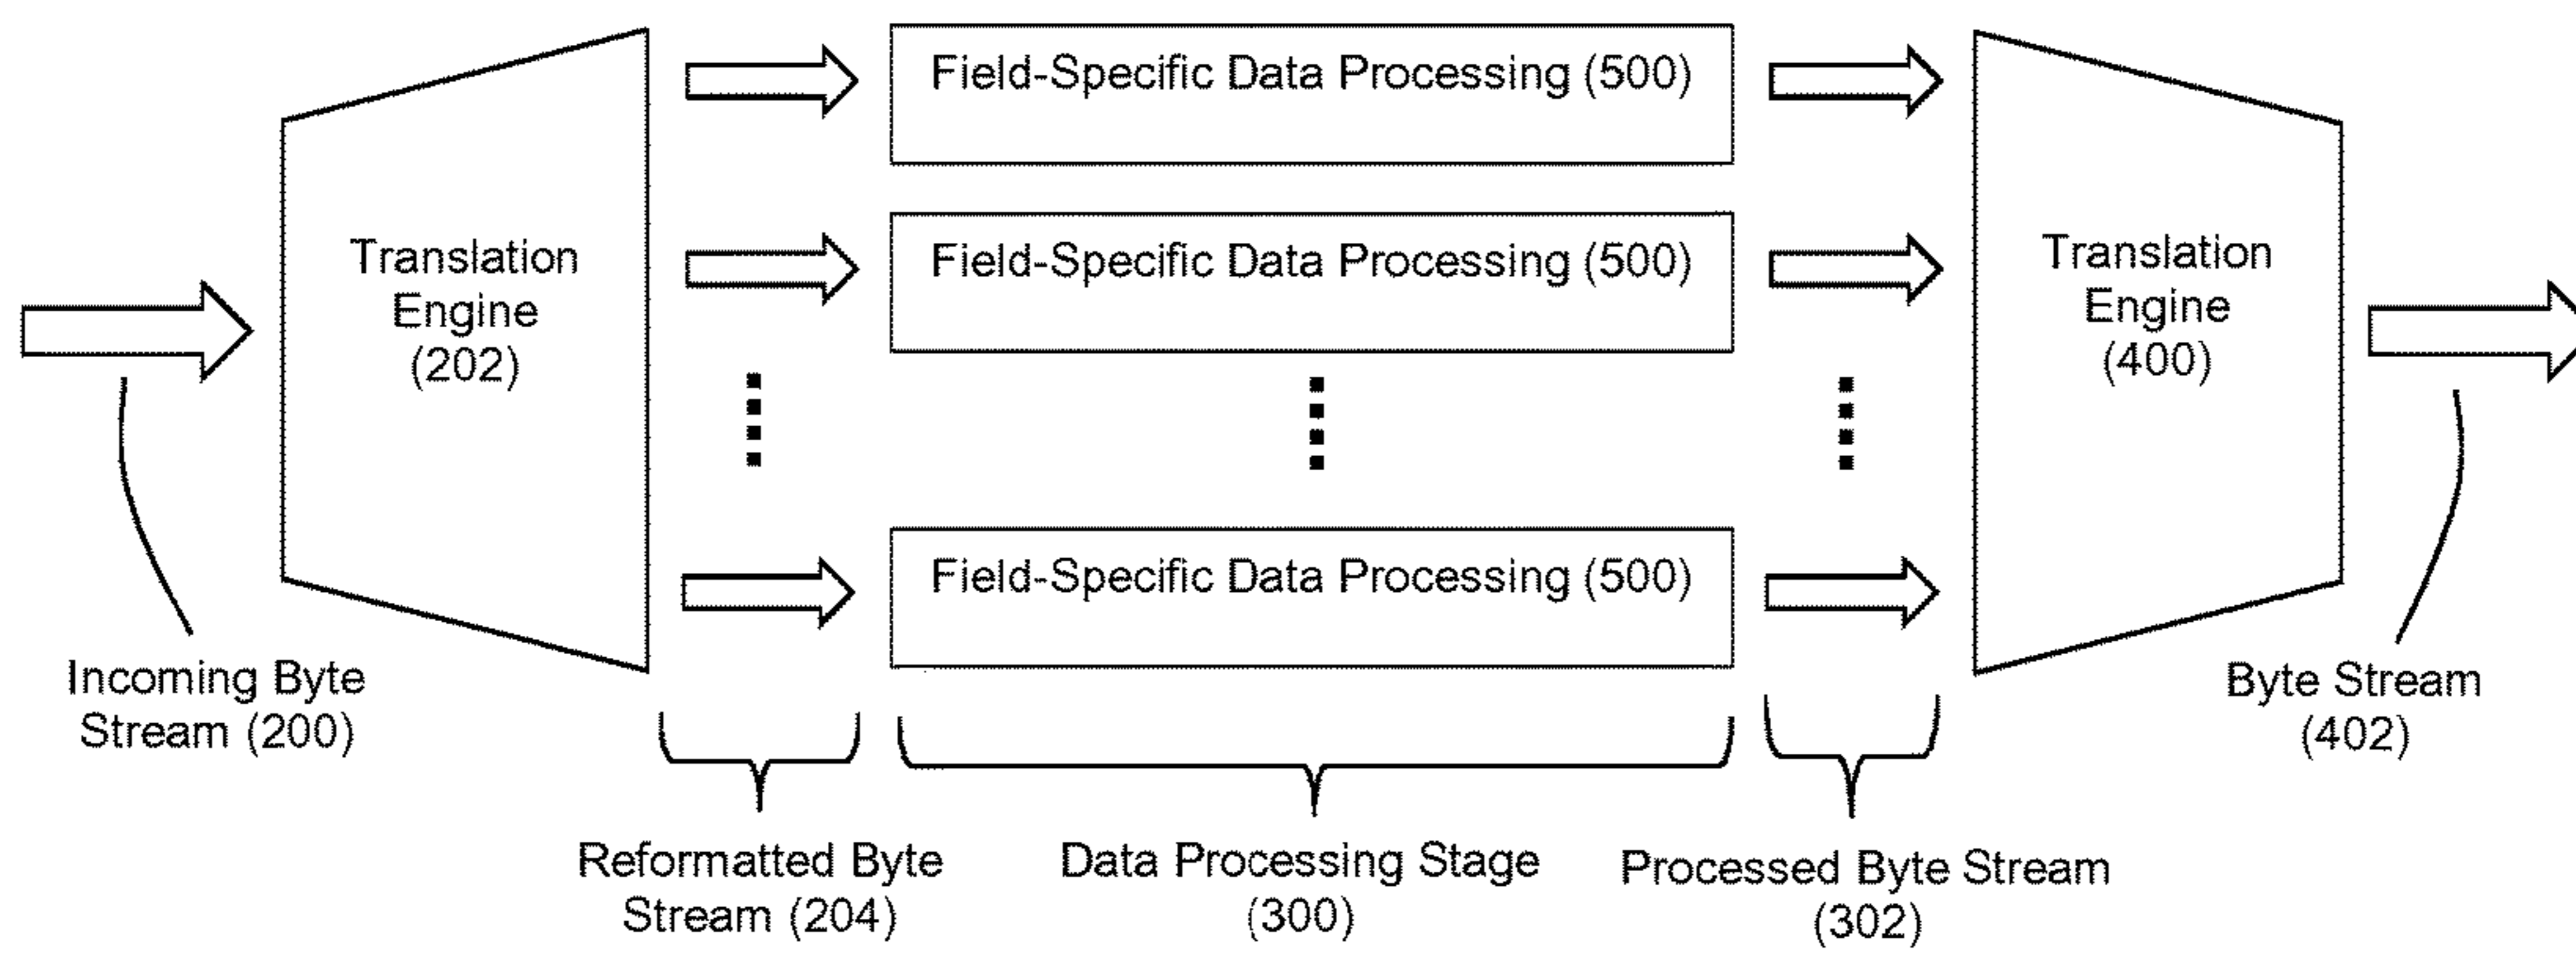 Field-Specific Data Processing (500)
Translation
Engine
(202)
Field-Specific Data Processing (500)
Translation
Engine
(400)
Field-Specific Data Processing (500)
Incoming Byte
Stream (200)
Byte Stream
(402)
Reformatted Byte
Stream (204)
Data Processing Stage
(300)
Processed Byte Stream
(302)